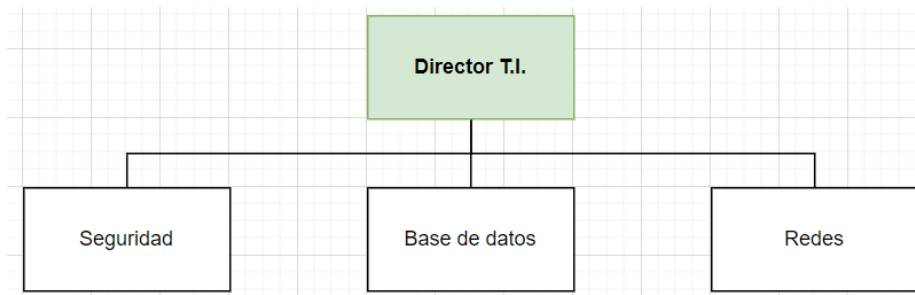 Director T.I.
Seguridad
Base de datos
Redes